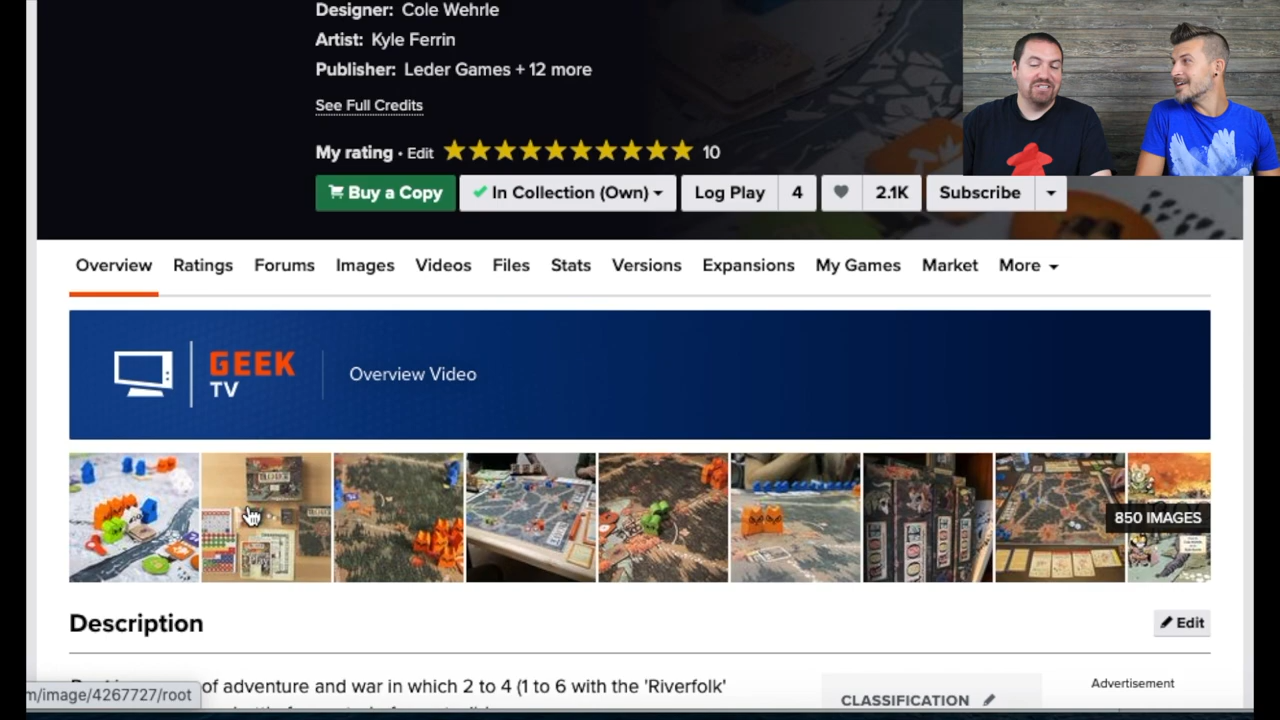 Designer: Cole Wehrle
Artist: Kyle Ferrin
Publisher: Leder Games + 12 more
See Full Credits
My rating • Edit 10
Buy a Copy In Collection (Own) Log Play 4 2.1K Subscribe
Overview Ratings Forums Images Videos Files Stats Versions Expansions My Games Market More
GEEK
TV
Overview Video
ROOT ROOT
850 IMAGES
Description
Edit
of adventure and war in which 2 to 4 (1 to 6 with the 'Riverfolk'
m/image/4267727/root
CLASSIFICATION
Advertisement